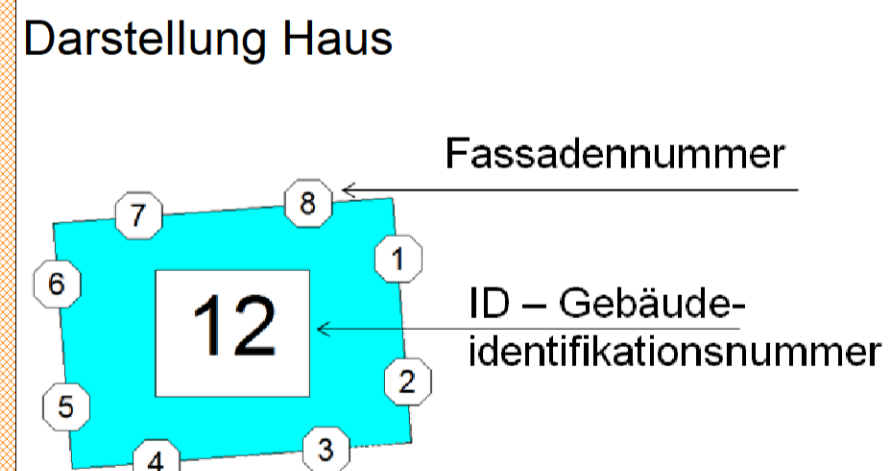 Darstellung Haus
Fassadennummer
7
8
1
6
12
ID – Gebäude-
identifikationsnummer
2
5
3
4